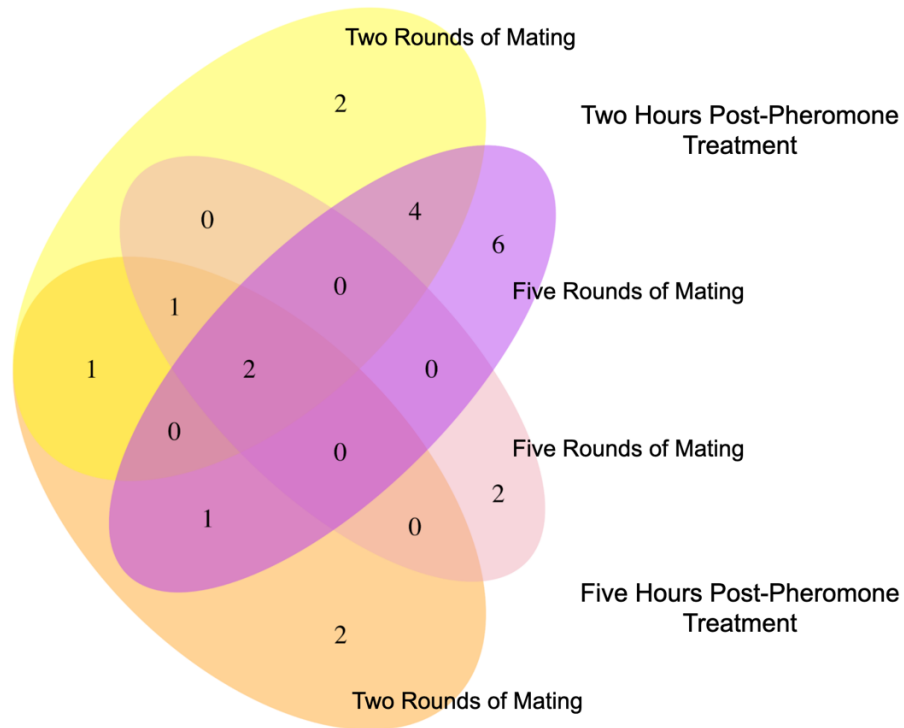 Two Rounds of Mating
2
Two Hours Post-Pheromone
Treatment
0
4
6
0
Five Rounds of Mating
1
1
2
0
0
0
Five Rounds of Mating
2
1
0
Five Hours Post-Pheromone
Treatment
2
Two Rounds of Mating